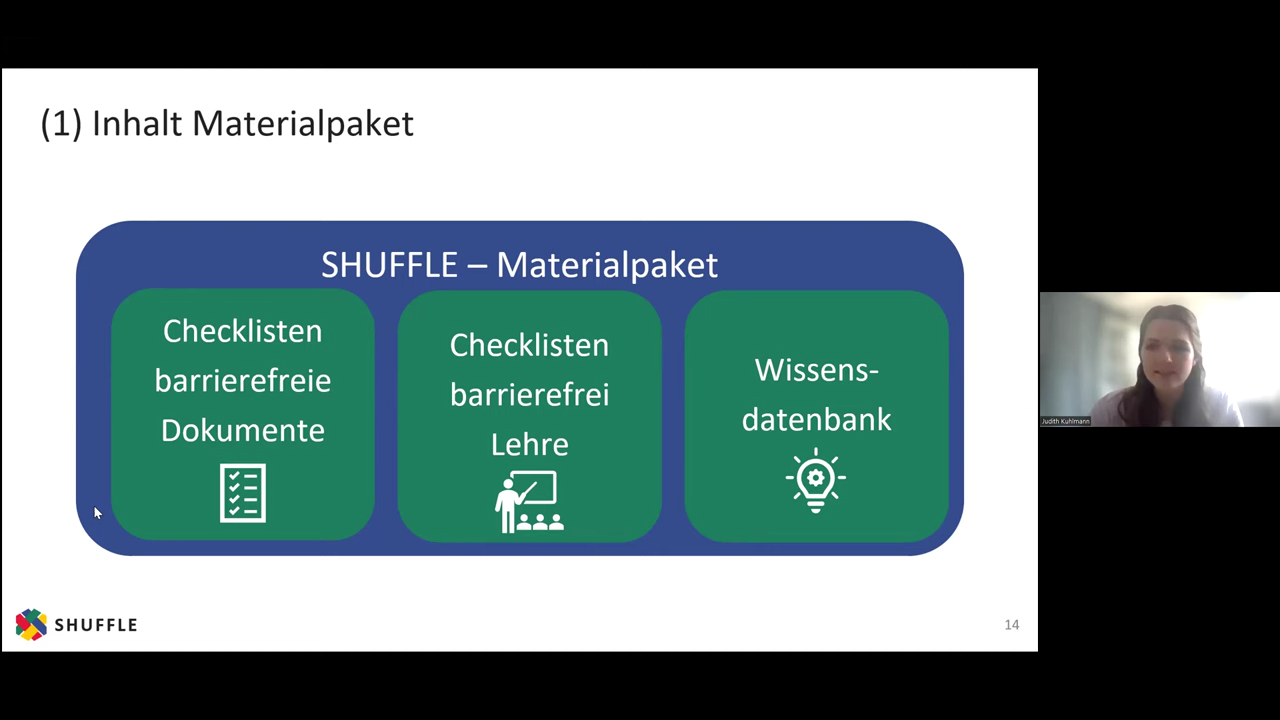 (1) Inhalt Materialpaket
SHUFFLE – Materialpaket
Checklisten
barrierefreie
Dokumente
Checklisten
barrierefrei
Lehre
Wissens-
datenbank
SHUFFLE
14
Judith Kuhlmann